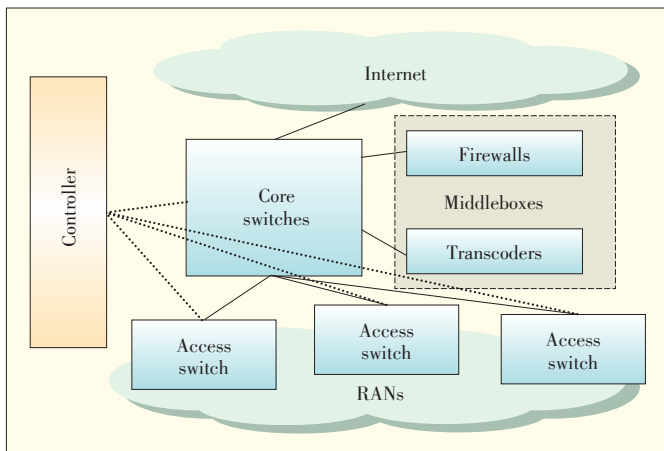 Internet
Controller
Core
switches
Firewalls
Middleboxes
Transcoders
Access
switch
Access
switch
Access
switch
RANs